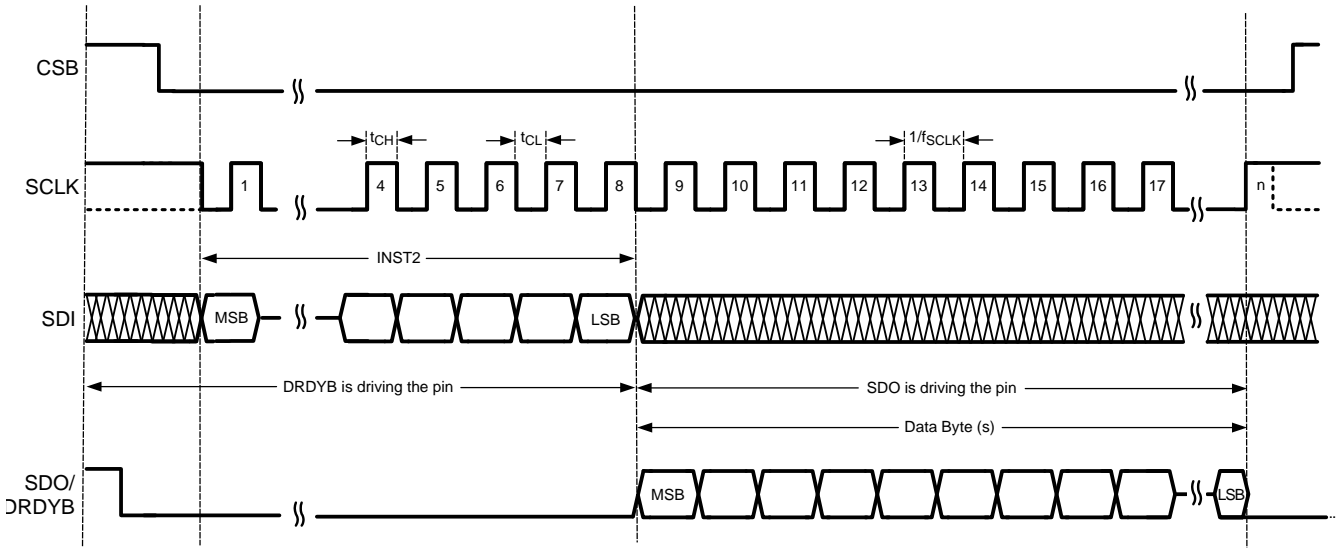 CSB
tCH
tCL
1/fSCLK
SCLK
1
4
5
6
7
8
9
10
11
12
13
14
15
16
17
n
INST2
SDI
MSB
LSB
DRDYB is driving the pin
SDO is driving the pin
Data Byte (s)
SDO/
DRDYB
MSB
LSB